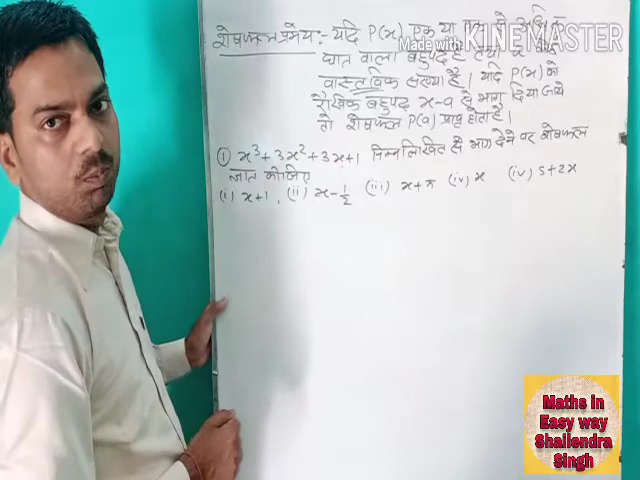 शेषफल प्रमेय:- यदि P(x) एक या
Made with KINEMASTER
घात वाला बहुपद है तथा
वास्तविक संख्या है। यदि P(x) को
रैखिक बहुपद x-a से भाग दिया जाये
तो शेषफल P(a) प्राप्त होता है।
① x³+3x²+3x+1 निम्नलिखित से भाग देने पर शेषफल
ज्ञात कीजिए
(i) x+1, (ii) x-1/2 (iii) x+π (iv) x (iv) 5+2x
Maths in
Easy way
Shailendra
Singh